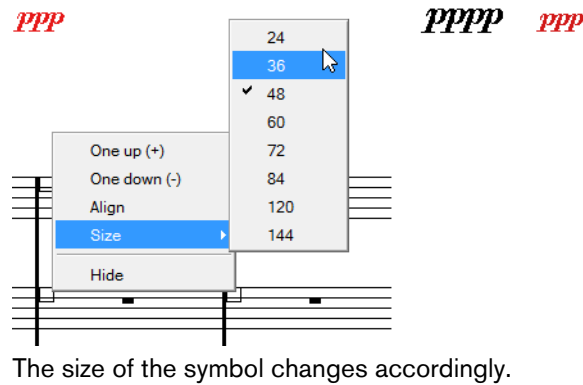 ppp
pppp ppp
24
36
48
60
72
84
120
144
One up (+)
One down (-)
Align
Size
Hide
The size of the symbol changes accordingly.